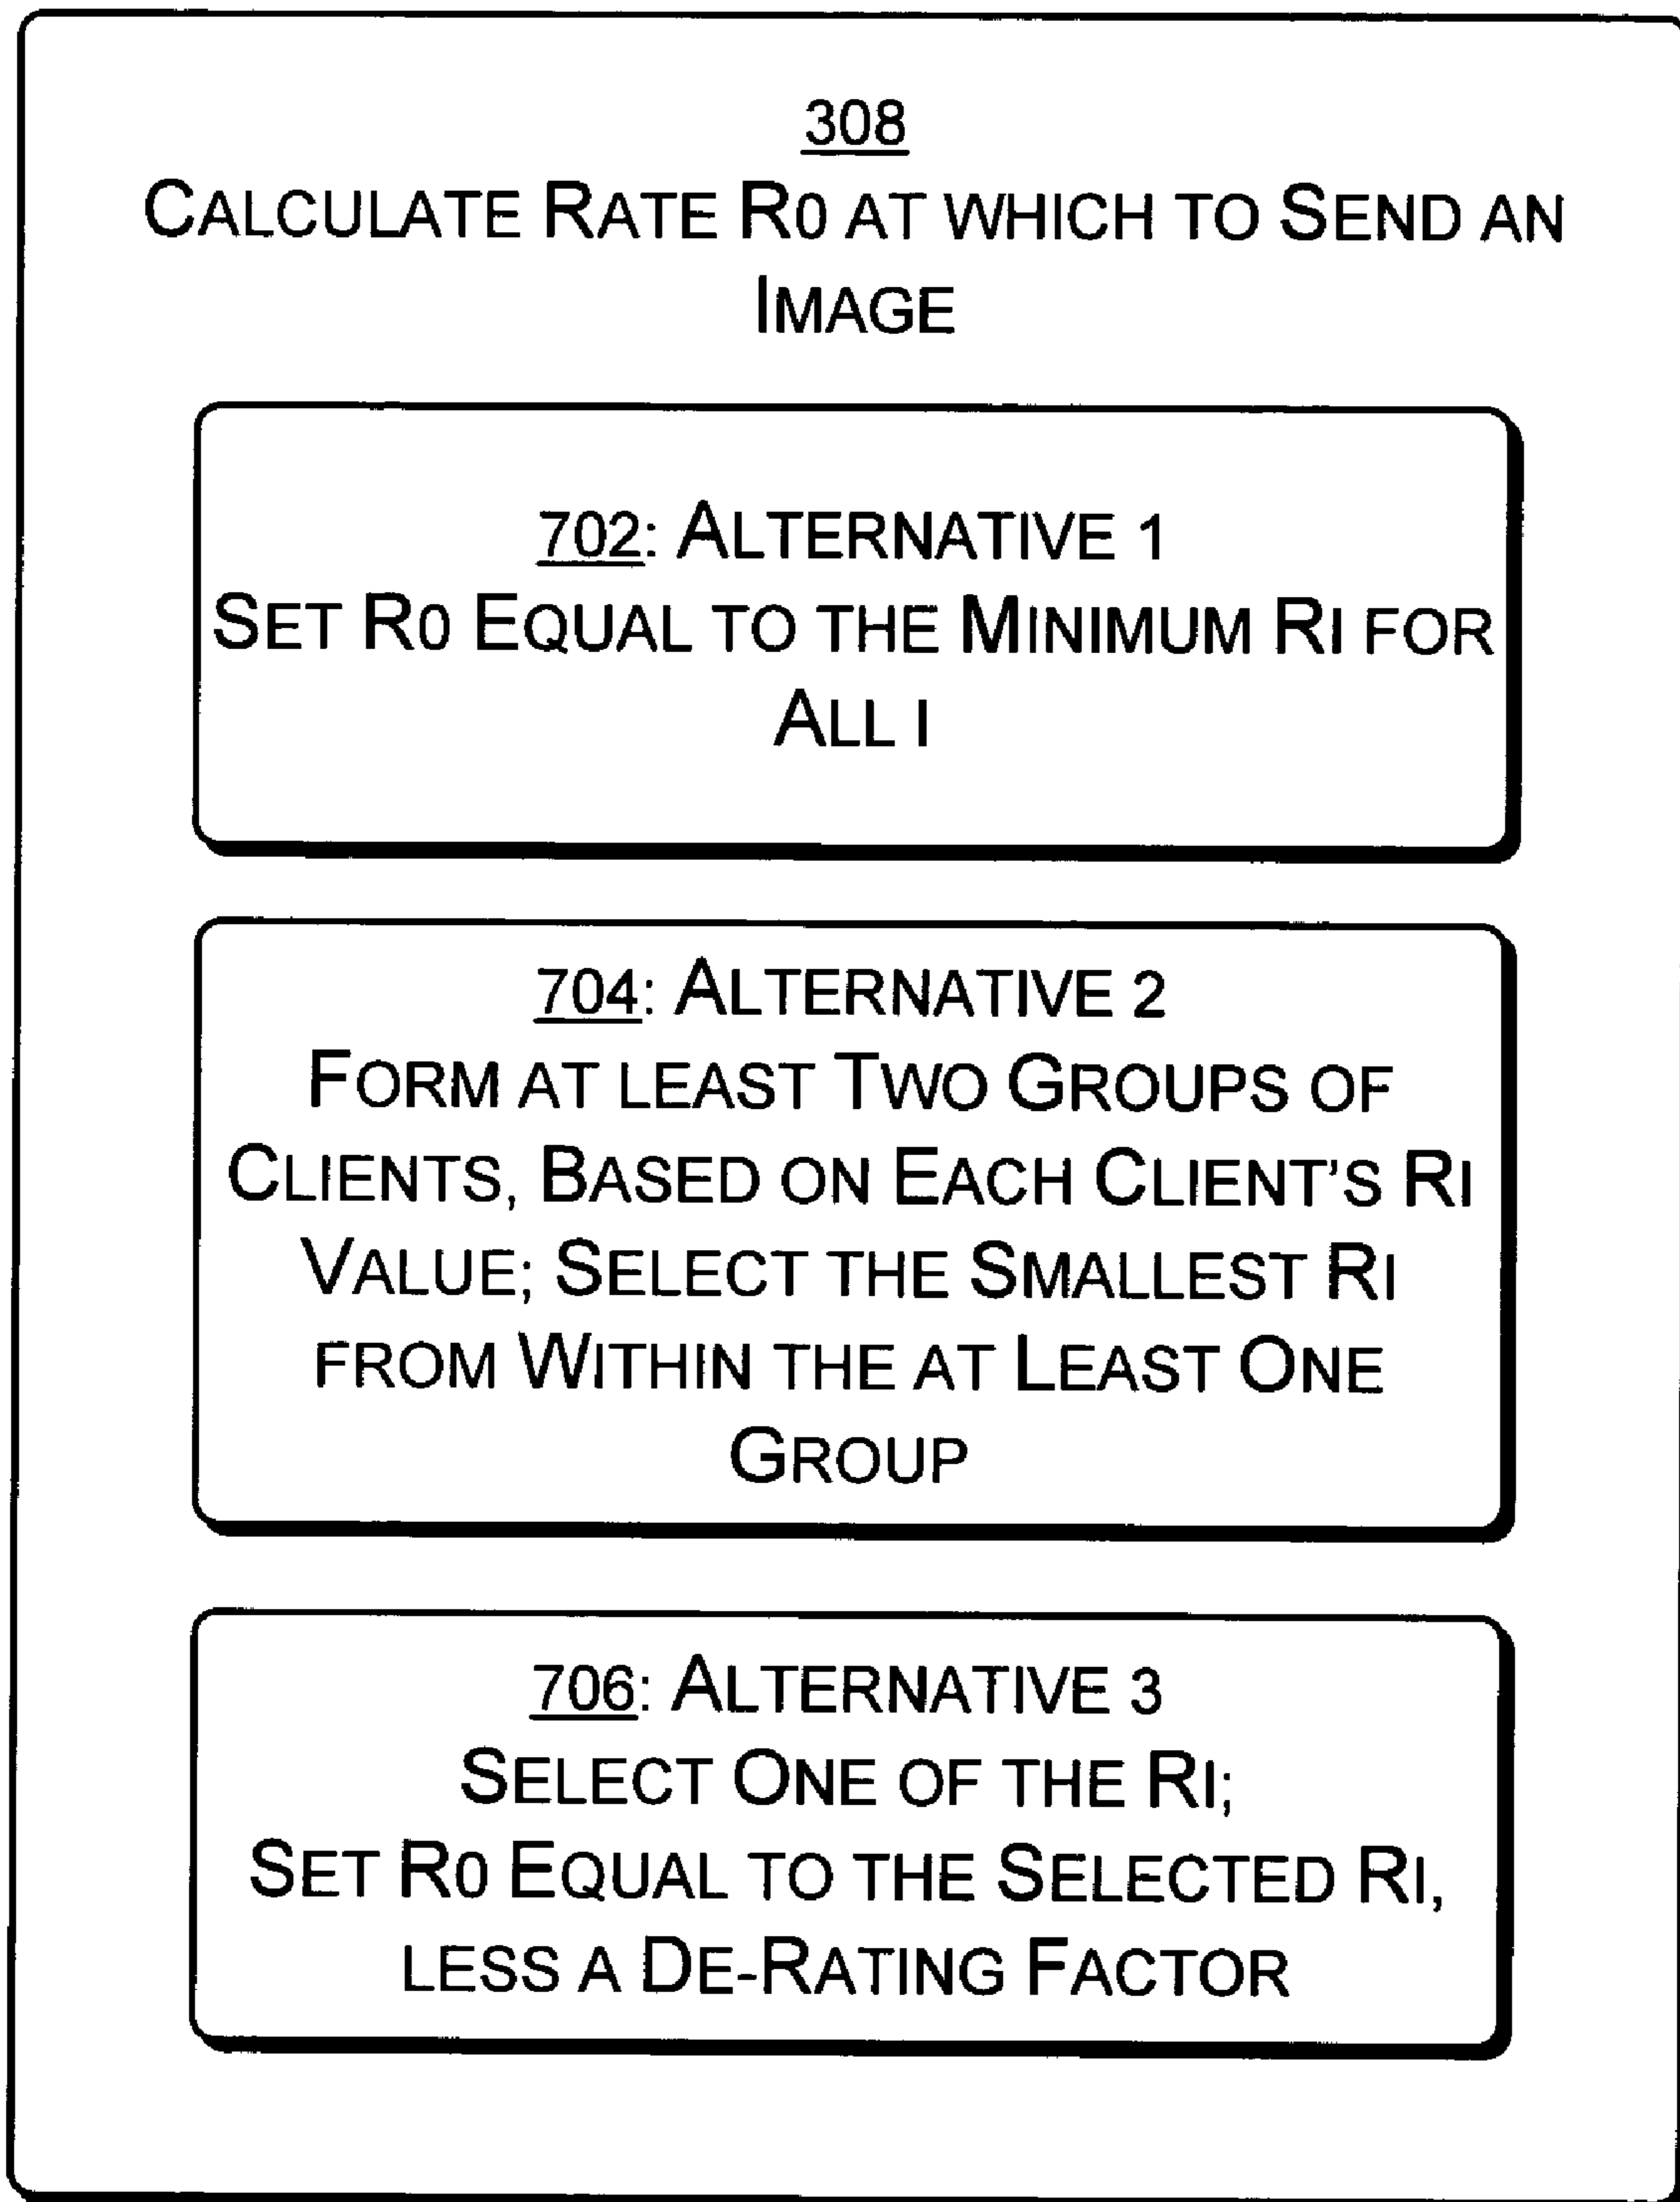 308
CALCULATE RATE R0 AT WHICH TO SEND AN
IMAGE
702: ALTERNATIVE 1
SET R0 EQUAL TO THE MINIMUM RI FOR
ALL I
704: ALTERNATIVE 2
FORM AT LEAST TWO GROUPS OF
CLIENTS, BASED ON EACH CLIENT'S RI
VALUE; SELECT THE SMALLEST RI
FROM WITHIN THE AT LEAST ONE
GROUP
706: ALTERNATIVE 3
SELECT ONE OF THE RI;
SET R0 EQUAL TO THE SELECTED RI,
LESS A DE-RATING FACTOR